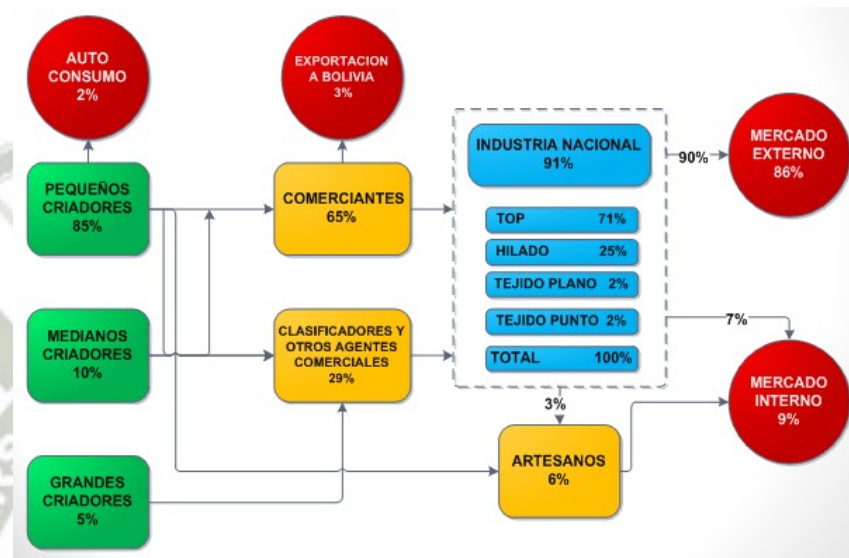 AUTO
CONSUMO
2%
EXPORTACION
A BOLIVIA
3%
PEQUEÑOS
CRIADORES
85%
COMERCIANTES
65%
INDUSTRIA NACIONAL
91%
90%
MERCADO
EXTERNO
86%
TOP 71%
HILADO 25%
TEJIDO PLANO 2%
TEJIDO PUNTO 2%
TOTAL 100%
MEDIANOS
CRIADORES
10%
CLASIFICADORES Y
OTROS AGENTES
COMERCIALES
29%
7%
MERCADO
INTERNO
9%
3%
GRANDES
CRIADORES
5%
ARTESANOS
6%